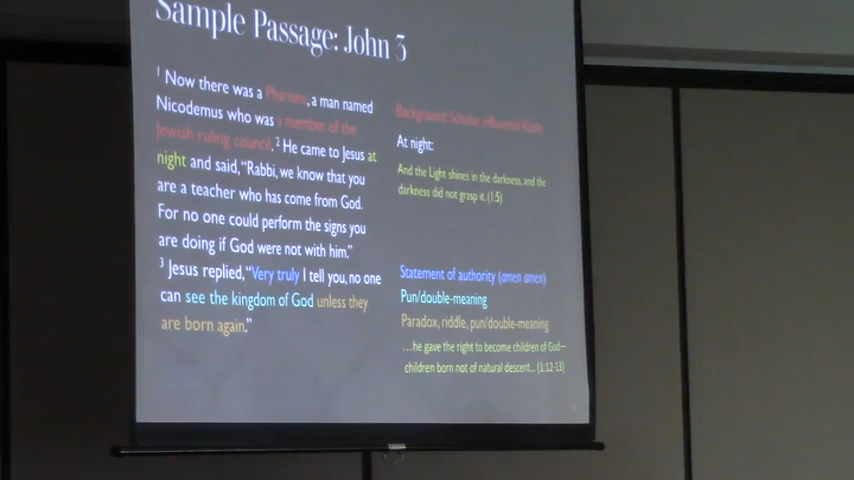 Sample Passage: John 3
1 Now there was a Pharisee, a man named
Nicodemus who was a member of the
Jewish ruling council. 2 He came to Jesus at
night and said, “Rabbi, we know that you
are a teacher who has come from God.
For no one could perform the signs you
are doing if God were not with him.”
3 Jesus replied, “Very truly I tell you, no one
can see the kingdom of God unless they
are born again.”
Background: Scholar, influential
At night:
And the Light shines in the darkness, and the
darkness did not grasp it. (1:5)
Statement of authority (amen amen)
Pun/double-meaning
Paradox, riddle, pun/double-meaning
…he gave the right to become children of God—
children born not of natural descent... (1:12-13)